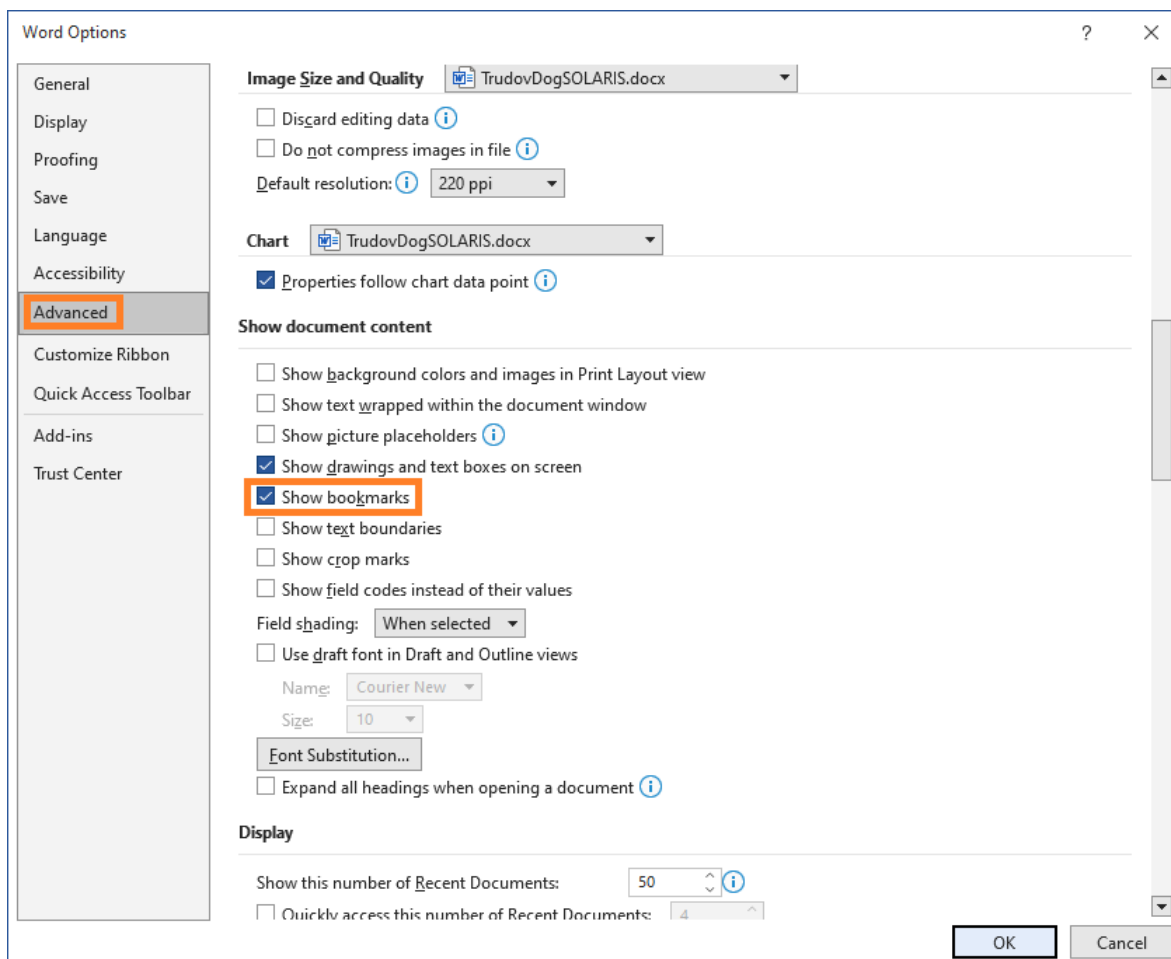 Word Options
?
General
Display
Proofing
Save
Language
Accessibility
Advanced
Customize Ribbon
Quick Access Toolbar
Add-ins
Trust Center
Image Size and Quality TrudovDogSOLARIS.docx
Discard editing data
Do not compress images in file
Default resolution: 220 ppi
Chart TrudovDogSOLARIS.docx
Properties follow chart data point
Show document content
Show background colors and images in Print Layout view
Show text wrapped within the document window
Show picture placeholders
Show drawings and text boxes on screen
Show bookmarks
Show text boundaries
Show crop marks
Show field codes instead of their values
Field shading: When selected
Use draft font in Draft and Outline views
Name: Courier New
Size: 10
Font Substitution...
Expand all headings when opening a document
Display
Show this number of Recent Documents: 50
Quickly access this number of Recent Documents: 4
OK Cancel